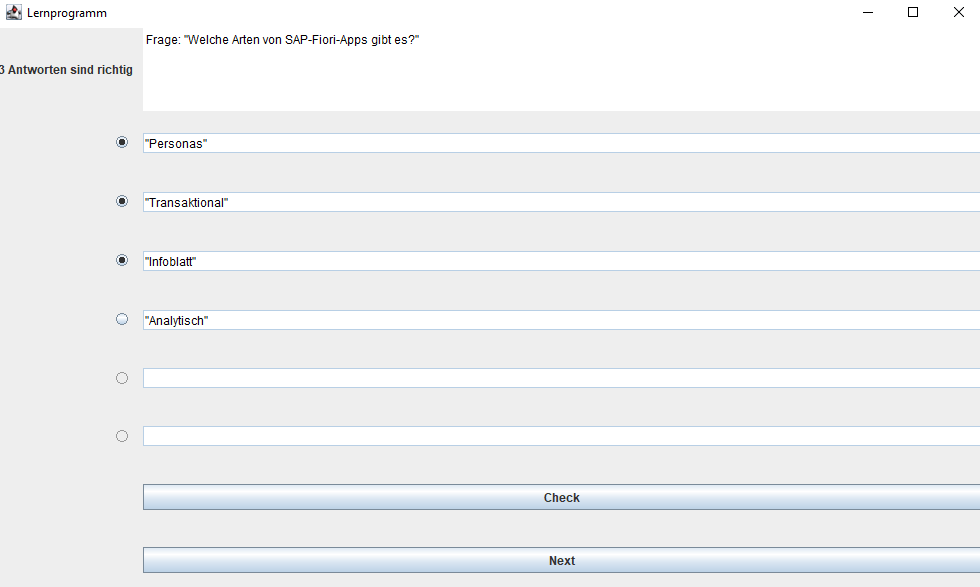 Lernprogramm
Frage: "Welche Arten von SAP-Fiori-Apps gibt es?"
3 Antworten sind richtig
"Personas"
"Transaktional"
"Infoblatt"
"Analytisch"
Check
Next